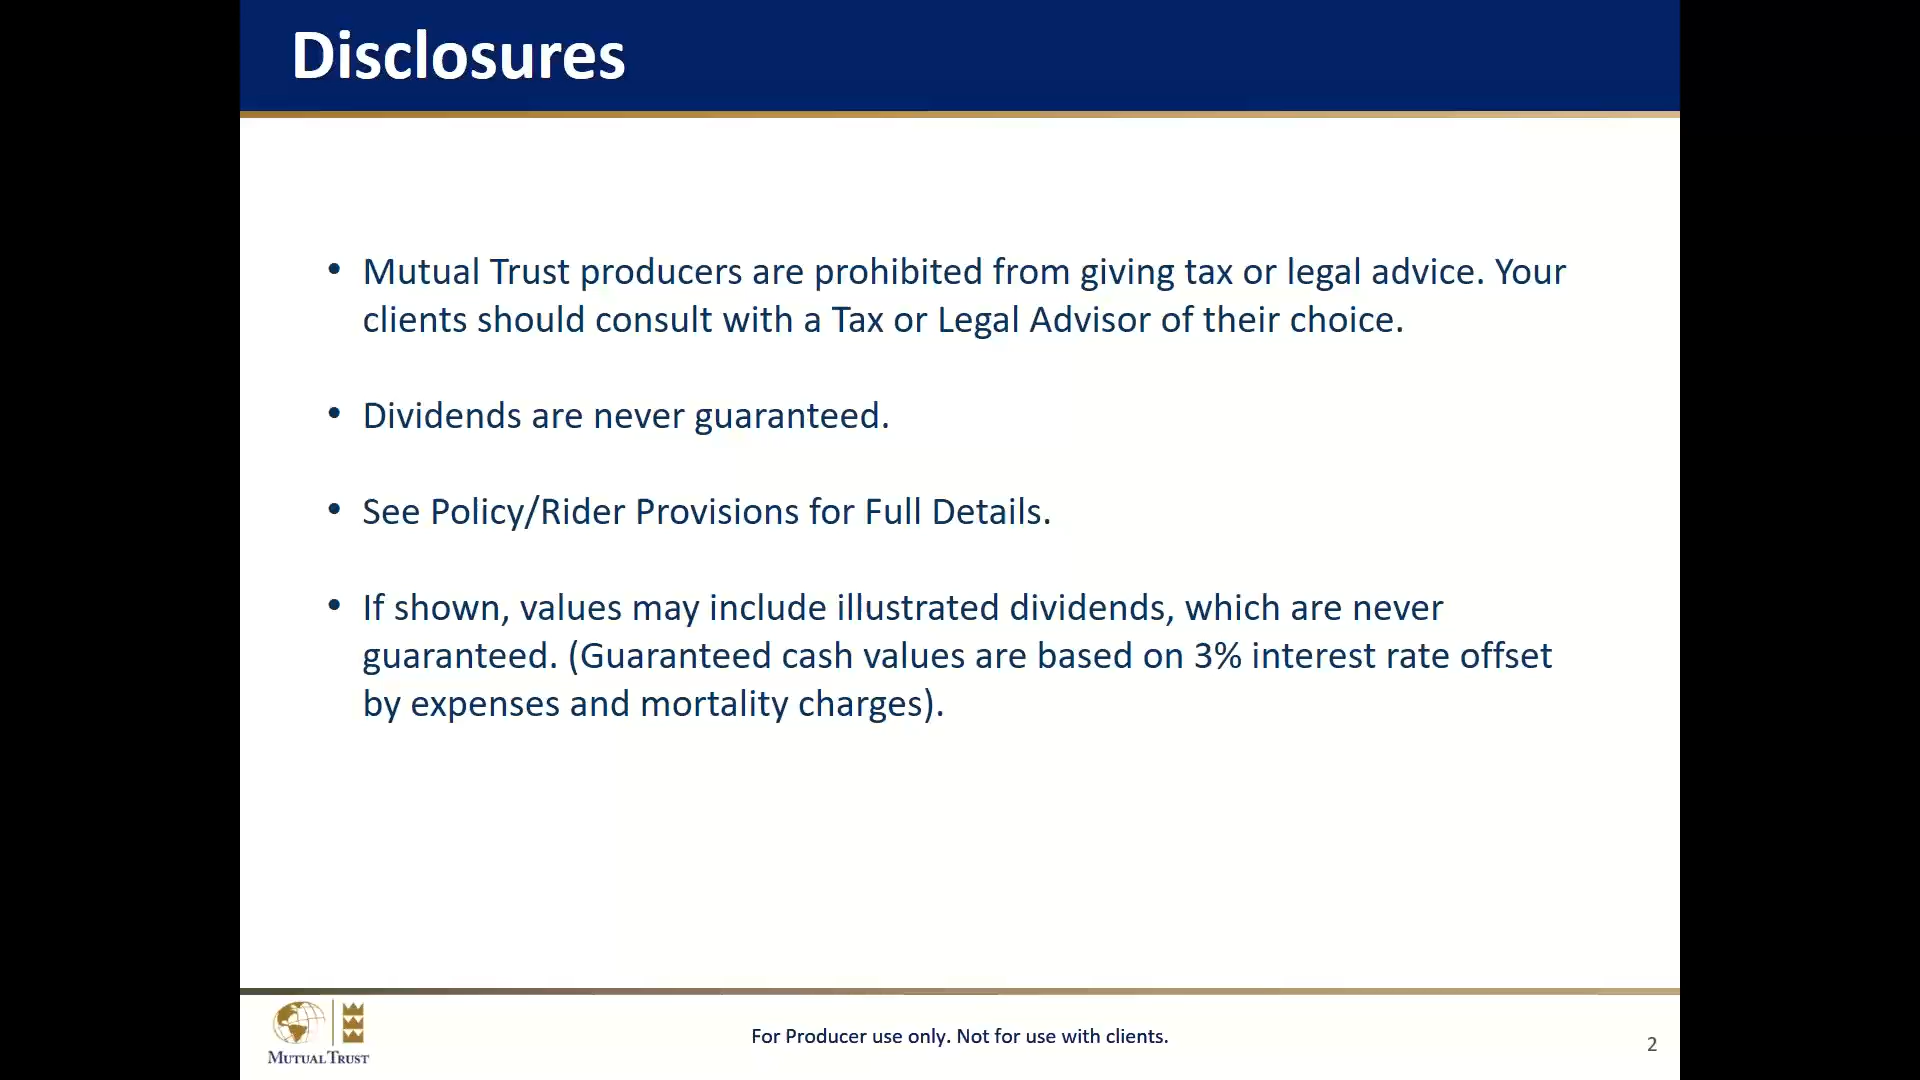 Disclosures
• Mutual Trust producers are prohibited from giving tax or legal advice. Your
clients should consult with a Tax or Legal Advisor of their choice.
• Dividends are never guaranteed.
• See Policy/Rider Provisions for Full Details.
• If shown, values may include illustrated dividends, which are never
guaranteed. (Guaranteed cash values are based on 3% interest rate offset
by expenses and mortality charges).
MUTUAL TRUST
For Producer use only. Not for use with clients.
2